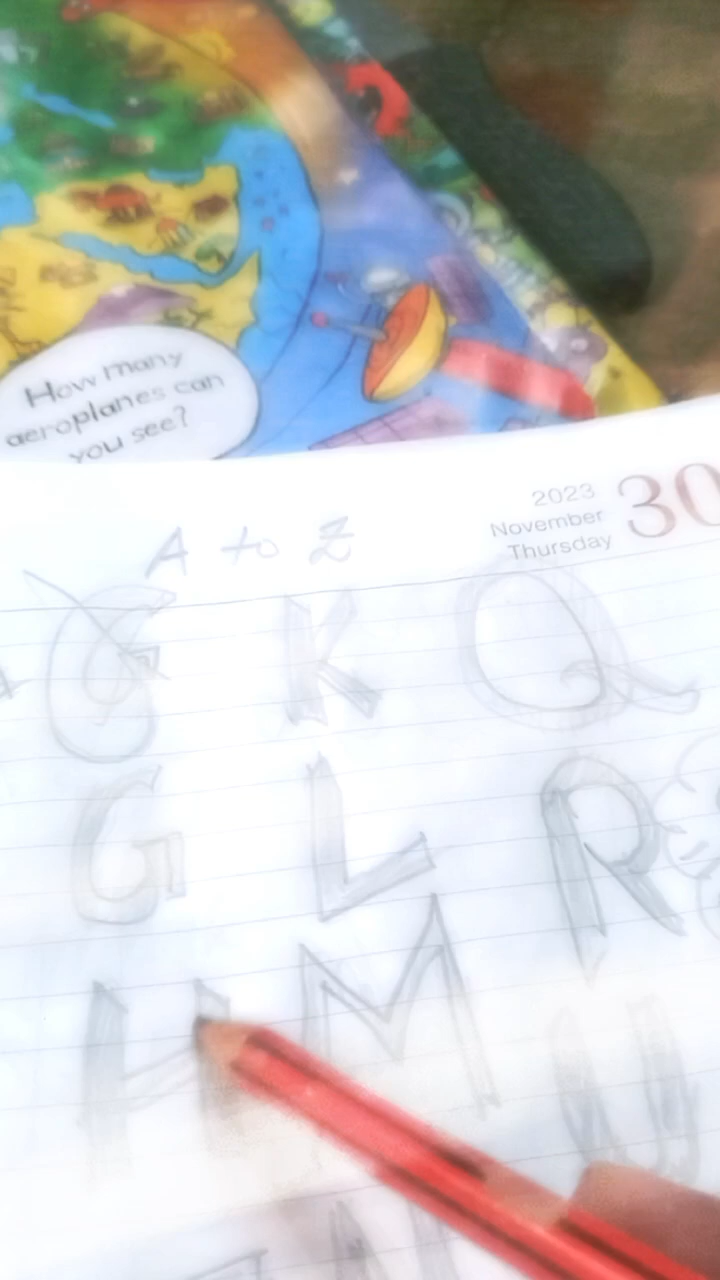 How many
aeroplanes can
you see?
2023
November
Thursday
30
A to Z
G K Q
G L R
H M U
N